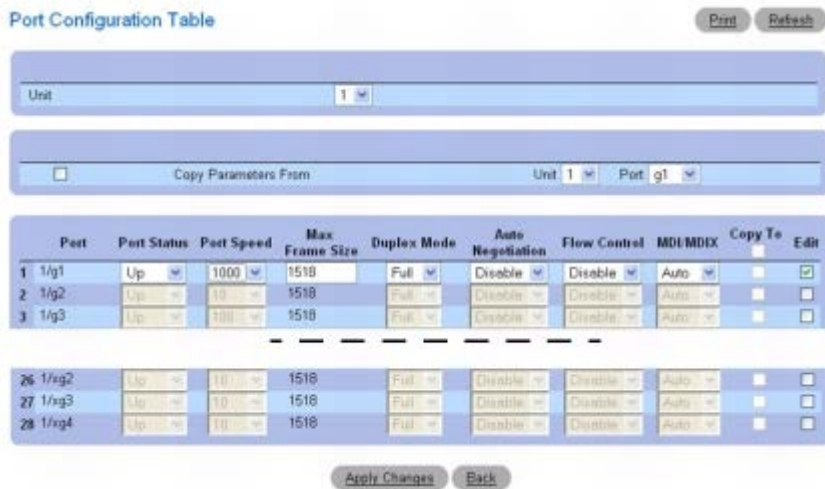 Port Configuration Table
Print Refresh
Unit 1
Copy Parameters From Unit 1 Port g1
Port Port Status Port Speed Max Frame Size Duplex Mode Auto Negotiation Flow Control MDI/MDIX Copy To Edit
1 1/g1 Up 1000 1518 Full Disable Disable Auto
2 1/g2 Up 10 1518 Full Disable Disable Auto
3 1/g3 Up 100 1518 Full Disable Disable Auto
26 1/xg2 Up 10 1518 Full Disable Disable Auto
27 1/xg3 Up 10 1518 Full Disable Disable Auto
28 1/xg4 Up 10 1518 Full Disable Disable Auto
Apply Changes Back